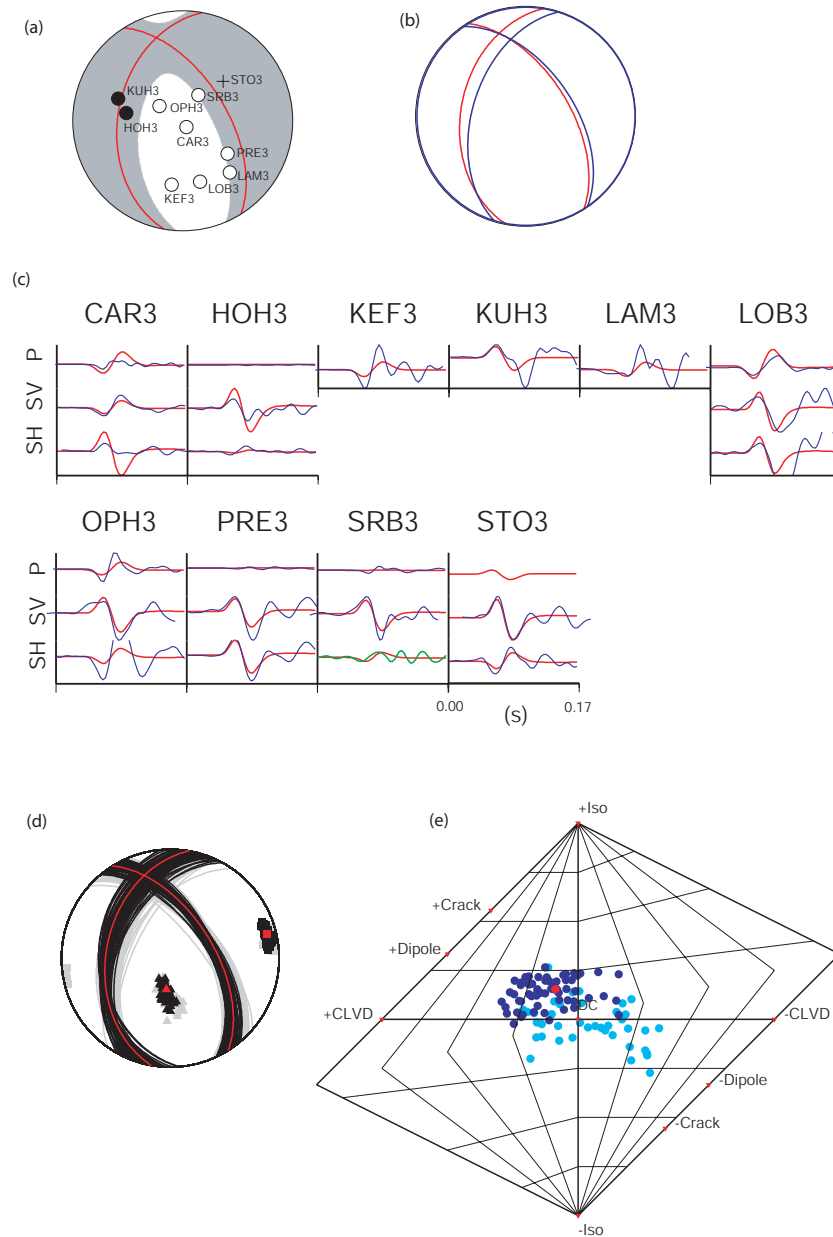 (a)
(b)
KUH3
STO3
SRB3
OPH3
HOH3
CAR3
PRE3
LAM3
LOB3
KEF3
(c)
CAR3 HOH3 KEF3 KUH3 LAM3 LOB3
P
SV
SH
OPH3 PRE3 SRB3 STO3
P
SV
SH
0.00 0.17
(s)
(d)
(e)
+Iso
+Crack
+Dipole
+CLVD
DC
-CLVD
-Dipole
-Crack
-Iso